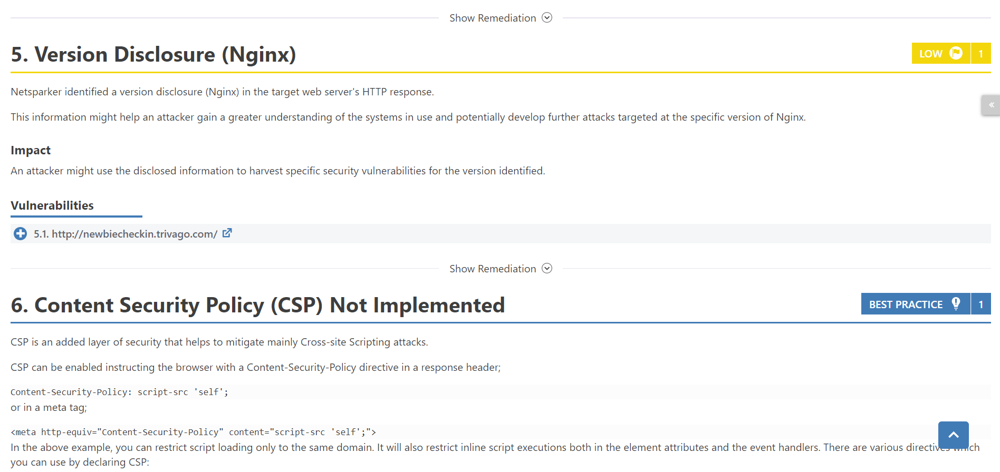 Show Remediation
5. Version Disclosure (Nginx)
LOW 1
Netsparker identified a version disclosure (Nginx) in the target web server's HTTP response.
This information might help an attacker gain a greater understanding of the systems in use and potentially develop further attacks targeted at the specific version of Nginx.
Impact
An attacker might use the disclosed information to harvest specific security vulnerabilities for the version identified.
Vulnerabilities
5.1. http://newbiecheckin.trivago.com/
Show Remediation
6. Content Security Policy (CSP) Not Implemented
BEST PRACTICE 1
CSP is an added layer of security that helps to mitigate mainly Cross-site Scripting attacks.
CSP can be enabled instructing the browser with a Content-Security-Policy directive in a response header;
Content-Security-Policy: script-src 'self';
or in a meta tag;
<meta http-equiv="Content-Security-Policy" content="script-src 'self';">
In the above example, you can restrict script loading only to the same domain. It will also restrict inline script executions both in the element attributes and the event handlers. There are various directives which
you can use by declaring CSP: